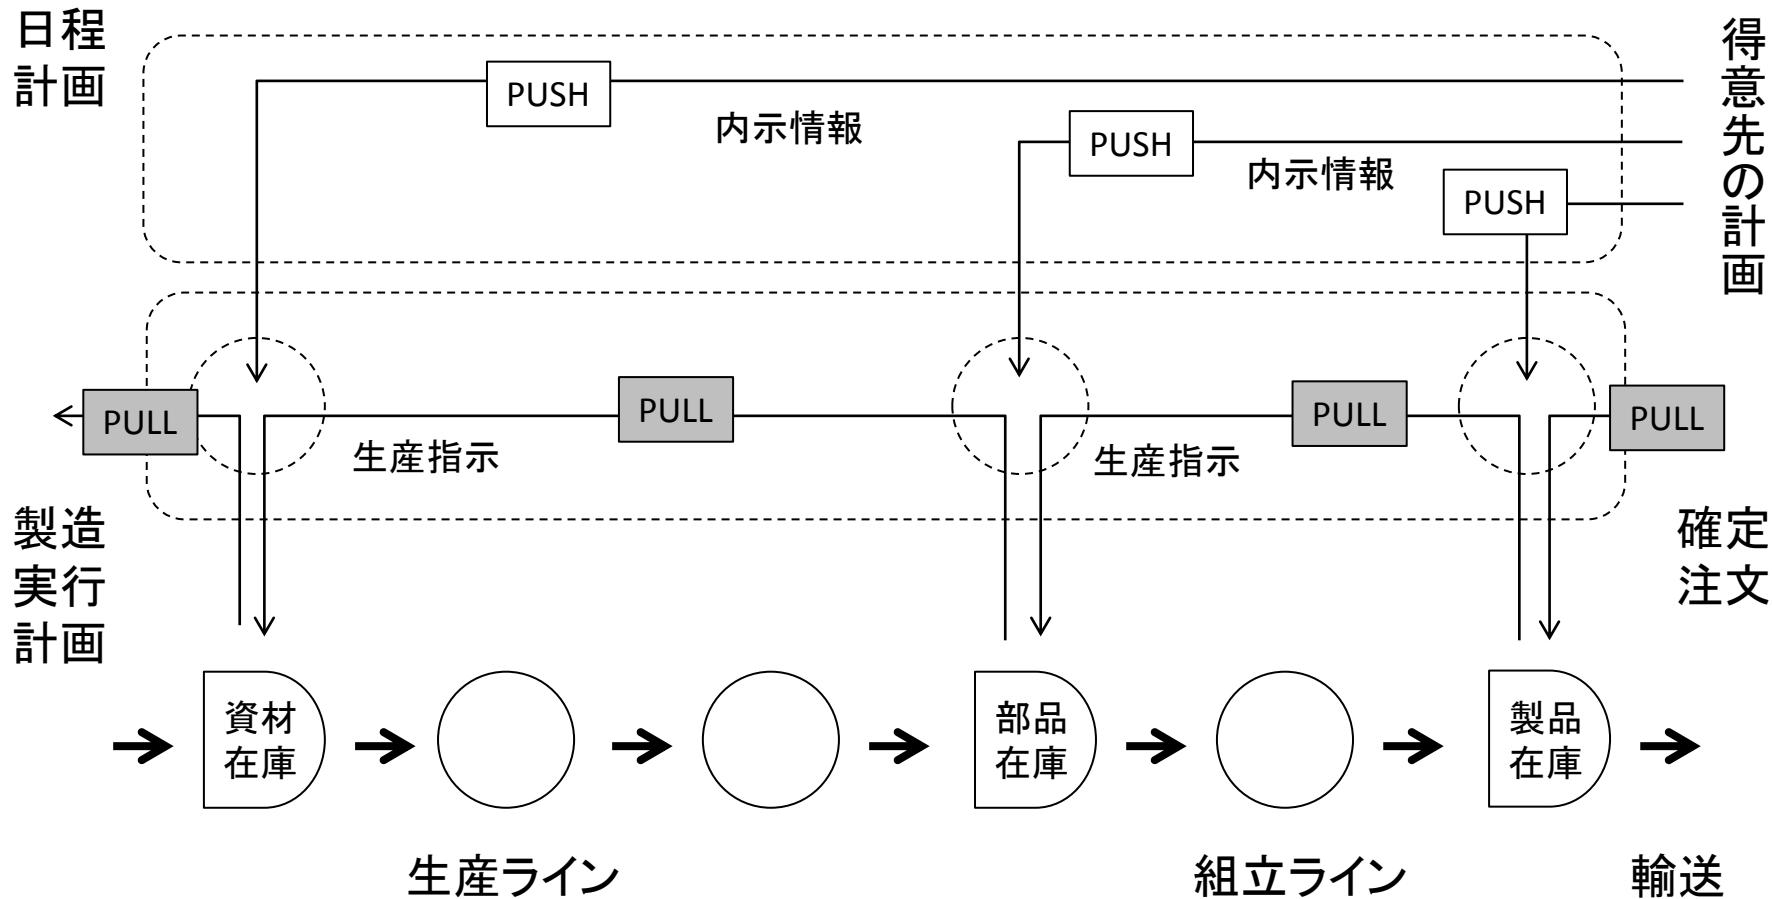 日程
計画
得意先の計画
PUSH
内示情報
PUSH
内示情報
PUSH
PULL
PULL
PULL
PULL
生産指示
生産指示
製造
実行
計画
確定
注文
資材
在庫
部品
在庫
製品
在庫
生産ライン
組立ライン
輸送